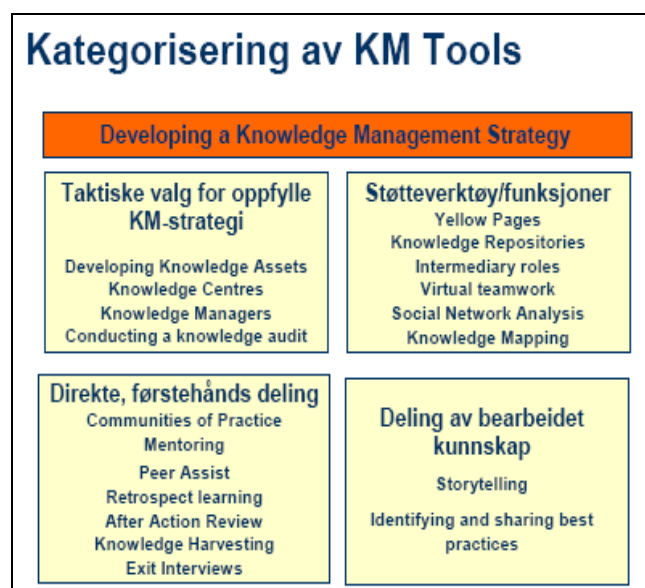 Kategorisering av KM Tools
Developing a Knowledge Management Strategy
Taktiske valg for oppfylle
KM-strategi
Developing Knowledge Assets
Knowledge Centres
Knowledge Managers
Conducting a knowledge audit
Støtteverktøy/funksjoner
Yellow Pages
Knowledge Repositories
Intermediary roles
Virtual teamwork
Social Network Analysis
Knowledge Mapping
Direkte, førstehånds deling
Communities of Practice
Mentoring
Peer Assist
Retrospect learning
After Action Review
Knowledge Harvesting
Exit Interviews
Deling av bearbeidet
kunnskap
Storytelling
Identifying and sharing best
practices